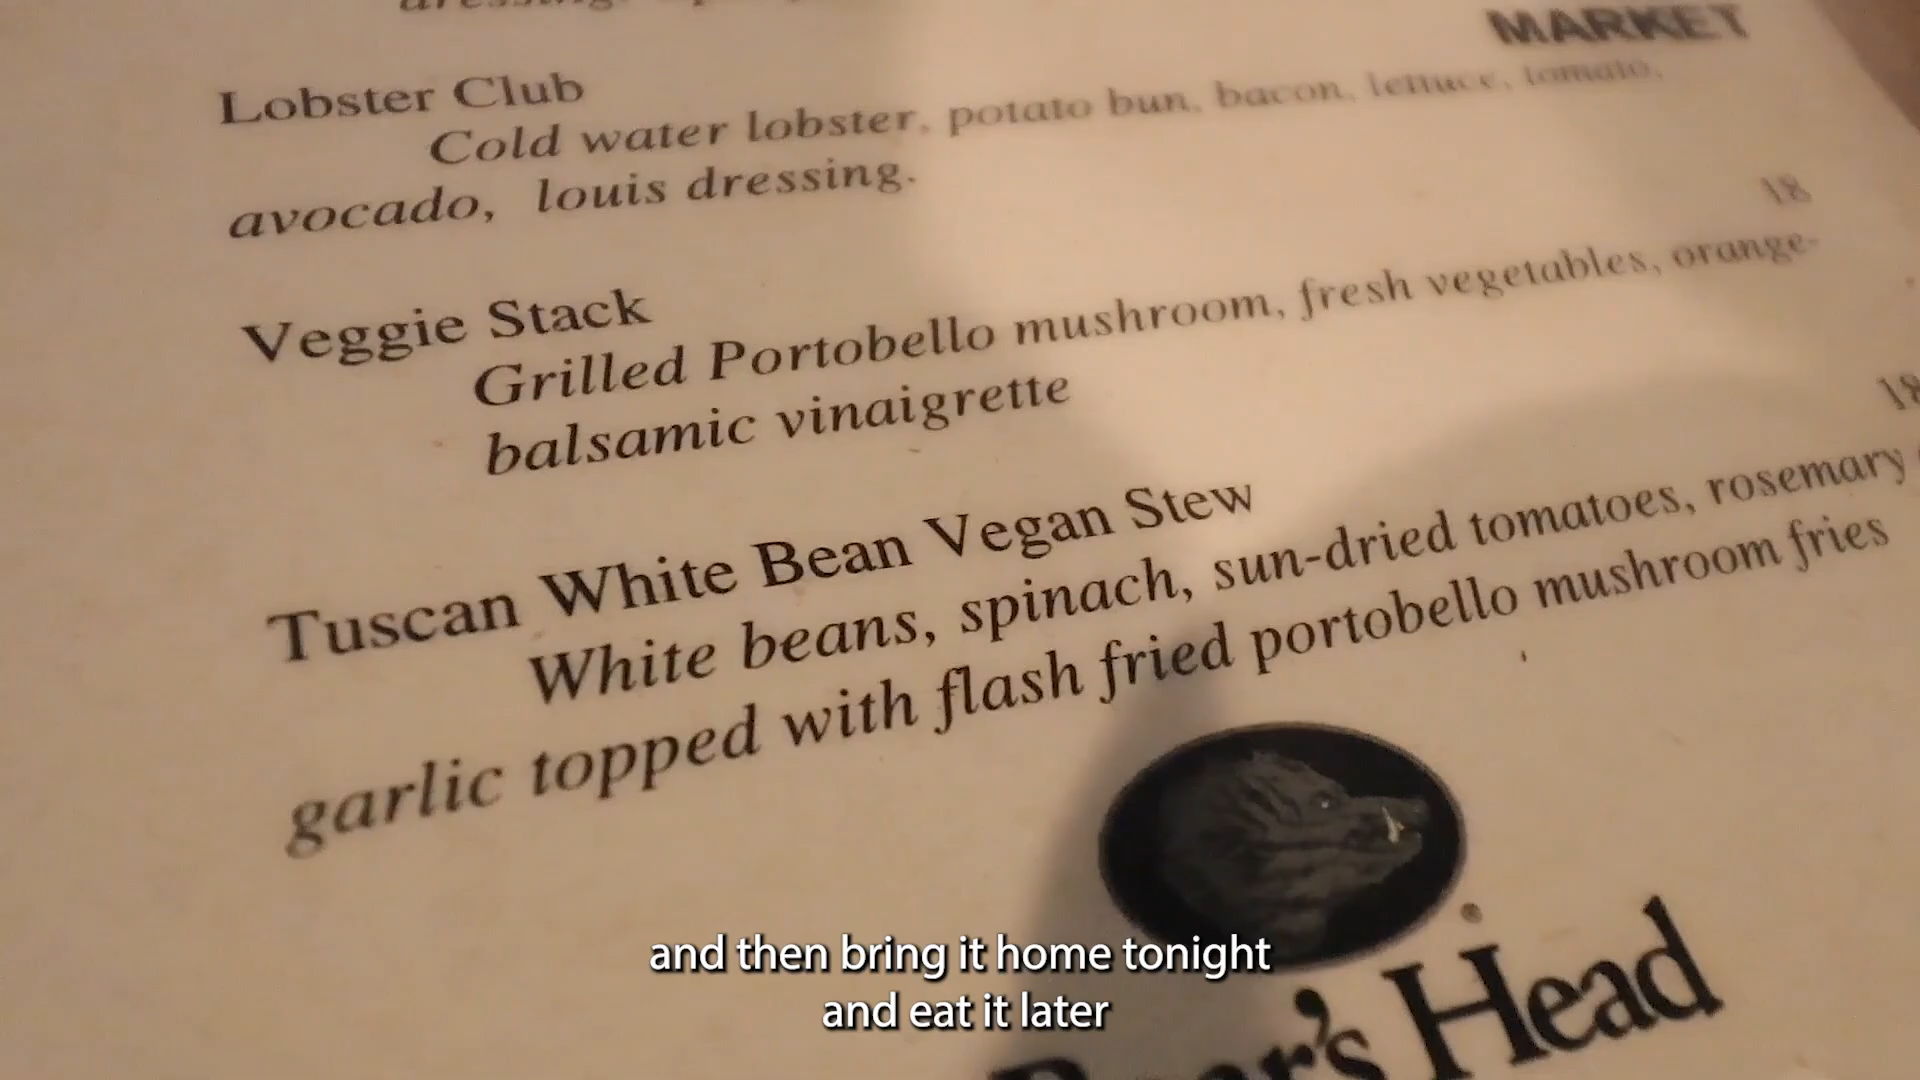 MARKET
Lobster Club
Cold water lobster, potato bun, bacon, lettuce, tomato,
avocado, louis dressing.
18
Veggie Stack
Grilled Portobello mushroom, fresh vegetables, orange-
balsamic vinaigrette
18
Tuscan White Bean Vegan Stew
White beans, spinach, sun-dried tomatoes, rosemary
garlic topped with flash fried portobello mushroom fries
and then bring it home tonight
and eat it later
®
Head